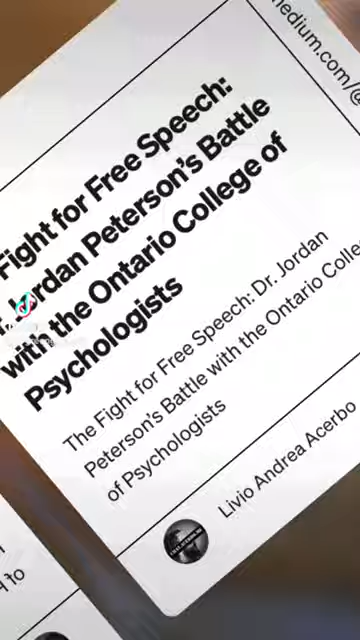 nedium.com/@
Fight for Free Speech:
r. Jordan Peterson's Battle
with the Ontario College of
Psychologists
The Fight for Free Speech: Dr. Jordan
Peterson's Battle with the Ontario Colle
of Psychologists
Livio Andrea Acerbo